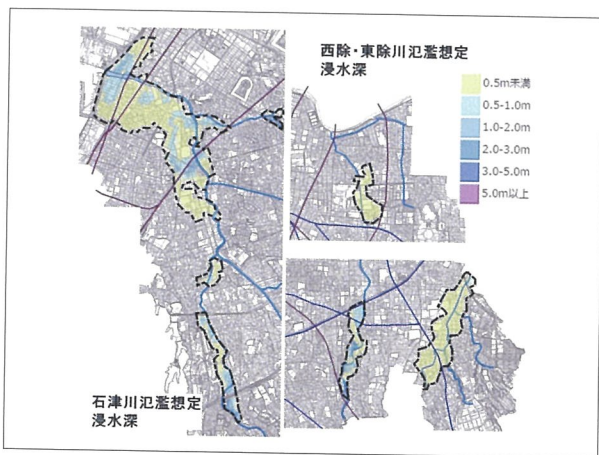 西除・東除川氾濫想定
浸水深
0.5m未満
0.5-1.0m
1.0-2.0m
2.0-3.0m
3.0-5.0m
5.0m以上
石津川氾濫想定
浸水深